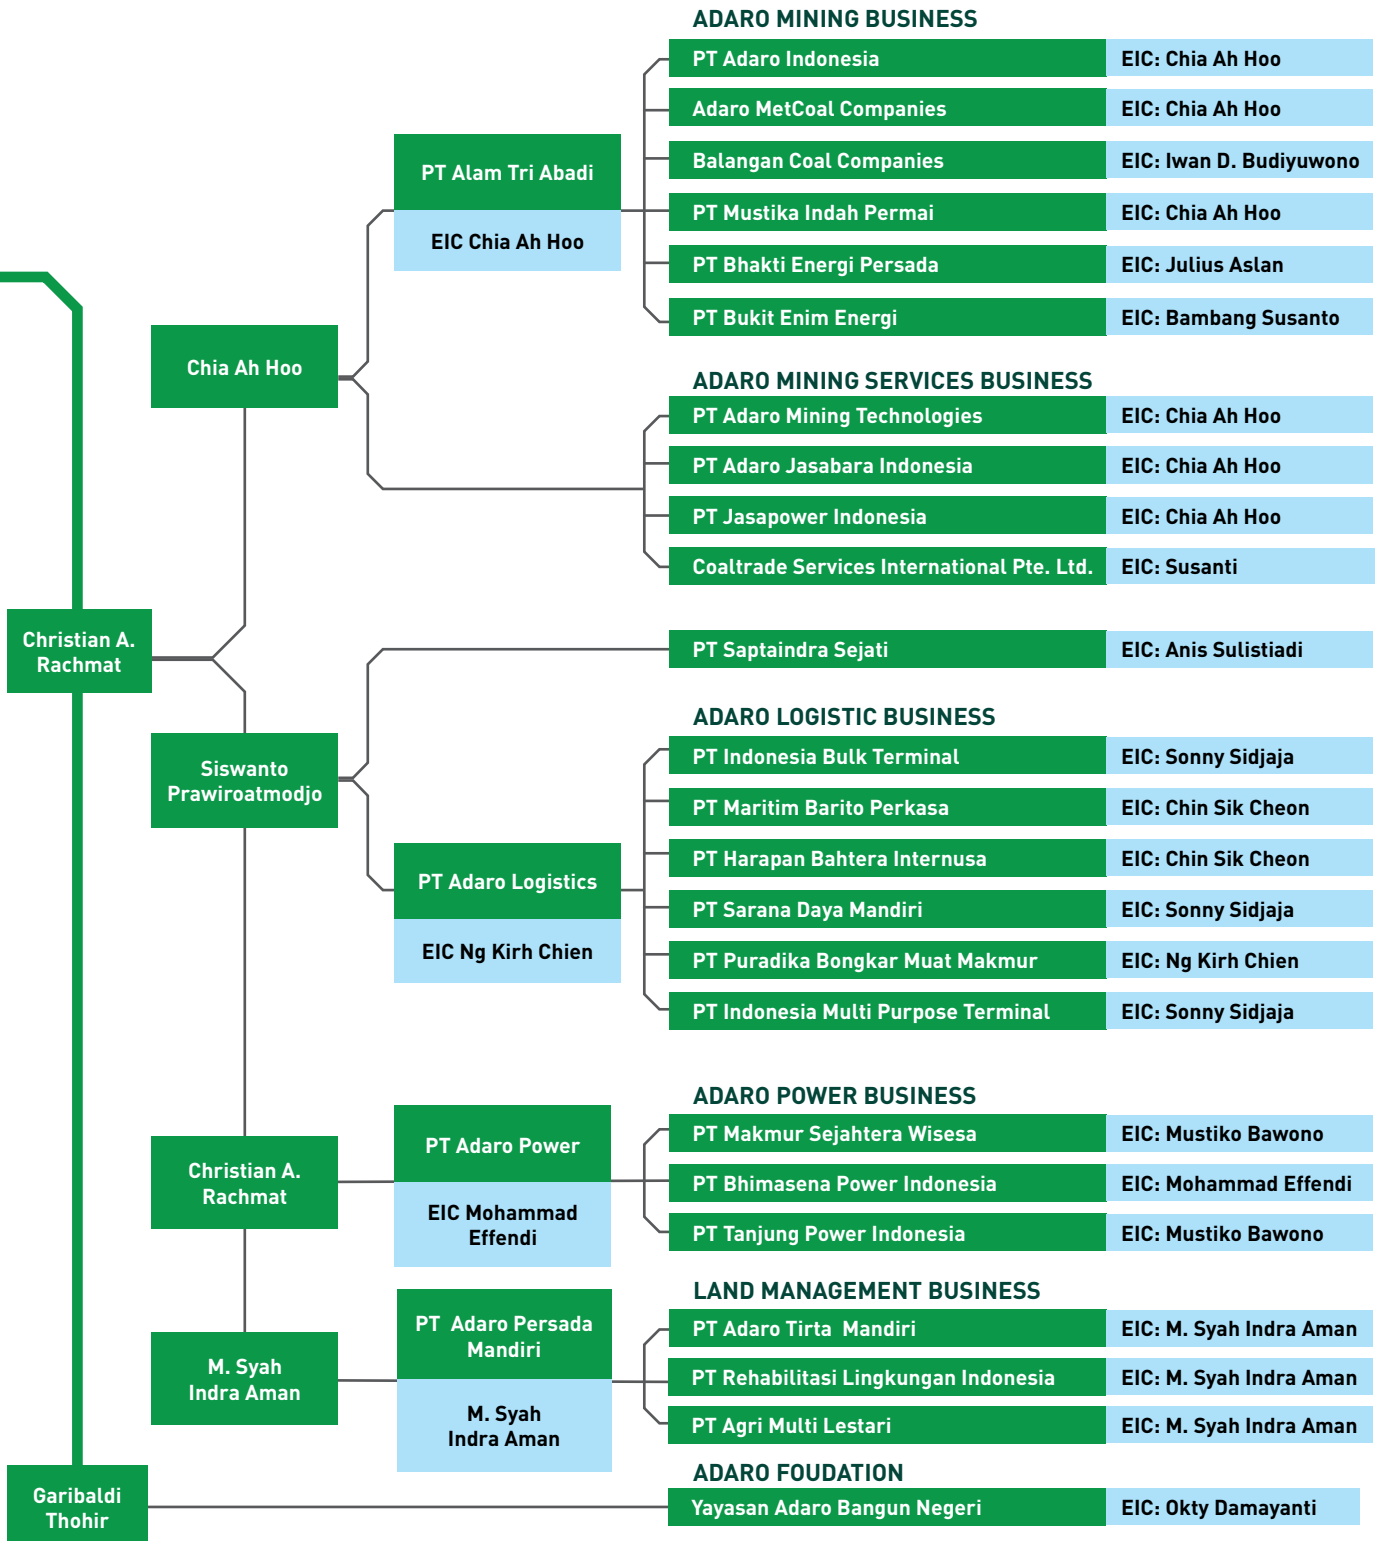 ADARO MINING BUSINESS
PT Adaro Indonesia EIC: Chia Ah Hoo
Adaro MetCoal Companies EIC: Chia Ah Hoo
Balangan Coal Companies EIC: Iwan D. Budiyuwono
PT Mustika Indah Permai EIC: Chia Ah Hoo
PT Bhakti Energi Persada EIC: Julius Aslan
PT Bukit Enim Energi EIC: Bambang Susanto
PT Alam Tri Abadi
EIC Chia Ah Hoo
Chia Ah Hoo
ADARO MINING SERVICES BUSINESS
PT Adaro Mining Technologies EIC: Chia Ah Hoo
PT Adaro Jasabara Indonesia EIC: Chia Ah Hoo
PT Jasapower Indonesia EIC: Chia Ah Hoo
Coaltrade Services International Pte. Ltd. EIC: Susanti
Christian A.
Rachmat
PT Saptaindra Sejati EIC: Anis Sulistiadi
Siswanto
Prawiroatmodjo
ADARO LOGISTIC BUSINESS
PT Indonesia Bulk Terminal EIC: Sonny Sidjaja
PT Maritim Barito Perkasa EIC: Chin Sik Cheon
PT Harapan Bahtera Internusa EIC: Chin Sik Cheon
PT Sarana Daya Mandiri EIC: Sonny Sidjaja
PT Puradika Bongkar Muat Makmur EIC: Ng Kirh Chien
PT Indonesia Multi Purpose Terminal EIC: Sonny Sidjaja
PT Adaro Logistics
EIC Ng Kirh Chien
ADARO POWER BUSINESS
PT Makmur Sejahtera Wisesa EIC: Mustiko Bawono
PT Bhimasena Power Indonesia EIC: Mohammad Effendi
PT Tanjung Power Indonesia EIC: Mustiko Bawono
PT Adaro Power
EIC Mohammad
Effendi
Christian A.
Rachmat
LAND MANAGEMENT BUSINESS
PT Adaro Tirta Mandiri EIC: M. Syah Indra Aman
PT Rehabilitasi Lingkungan Indonesia EIC: M. Syah Indra Aman
PT Agri Multi Lestari EIC: M. Syah Indra Aman
PT Adaro Persada
Mandiri
M. Syah
Indra Aman
M. Syah
Indra Aman
ADARO FOUDATION
Yayasan Adaro Bangun Negeri EIC: Okty Damayanti
Garibaldi
Thohir